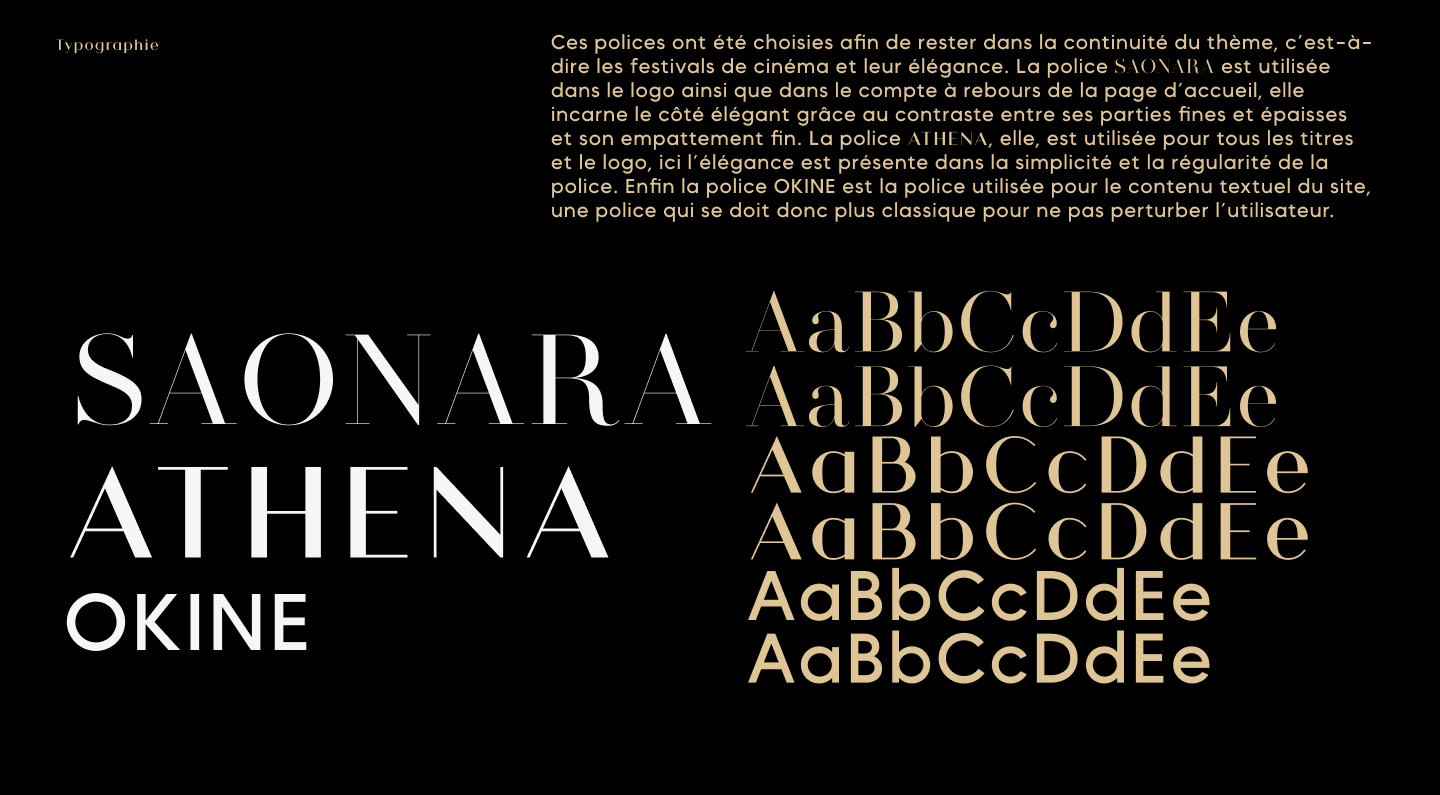 Typographie
Ces polices ont été choisies afin de rester dans la continuité du thème, c'est-à-
dire les festivals de cinéma et leur élégance. La police SAONARA est utilisée
dans le logo ainsi que dans le compte à rebours de la page d'accueil, elle
incarne le côté élégant grâce au contraste entre ses parties fines et épaisses
et son empattement fin. La police ATHENA, elle, est utilisée pour tous les titres
et le logo, ici l'élégance est présente dans la simplicité et la régularité de la
police. Enfin la police OKINE est la police utilisée pour le contenu textuel du site,
une police qui se doit donc plus classique pour ne pas perturber l'utilisateur.
SAONARA
ATHENA
OKINE
AaBbCcDdEe
AaBbCcDdEe
AaBbCcDdEe
AaBbCcDdEe
AaBbCcDdEe
AaBbCcDdEe